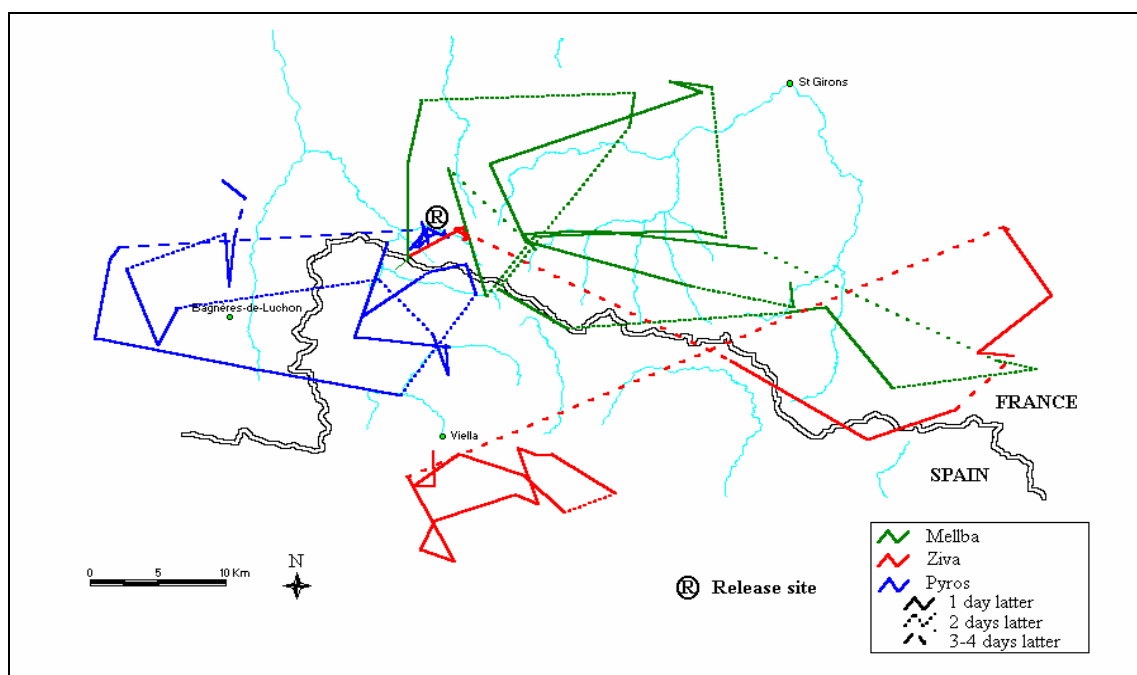 St Girons
R
Bagnères-de-Luchon
Viella
FRANCE
SPAIN
0 5 10 Km
N
R Release site
Mellba
Ziva
Pyros
1 day latter
2 days latter
3-4 days latter